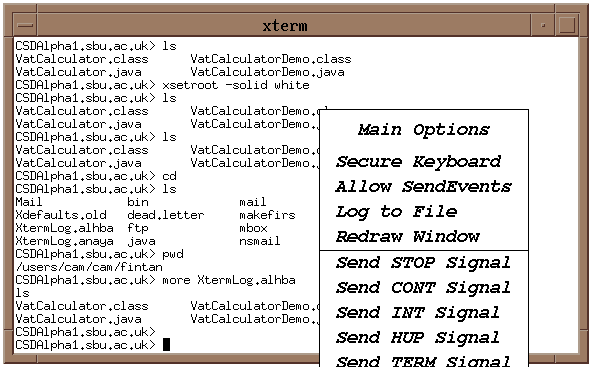 xterm
CSDAlpha1.sbu.ac.uk> ls
VatCalculator.class VatCalculatorDemo.class
VatCalculator.java VatCalculatorDemo.java
CSDAlpha1.sbu.ac.uk> xsetroot -solid white
CSDAlpha1.sbu.ac.uk> ls
VatCalculator.class VatCalculatorDemo.cl
VatCalculator.java VatCalculatorDemo.j
CSDAlpha1.sbu.ac.uk> ls
VatCalculator.class VatCalculatorDemo.c
VatCalculator.java VatCalculatorDemo.j
CSDAlpha1.sbu.ac.uk> cd
CSDAlpha1.sbu.ac.uk> ls
Mail bin mail
Xdefaults.old dead.letter makefirs
XtermLog.alhba ftp mbox
XtermLog.anaya java nsmail
CSDAlpha1.sbu.ac.uk> pwd
/users/cam/cam/fintan
CSDAlpha1.sbu.ac.uk> more XtermLog.alhba
ls
VatCalculator.class VatCalculatorDemo.c
VatCalculator.java VatCalculatorDemo.j
CSDAlpha1.sbu.ac.uk>
CSDAlpha1.sbu.ac.uk>
Main Options
Secure Keyboard
Allow SendEvents
Log to File
Redraw Window
Send STOP Signal
Send CONT Signal
Send INT Signal
Send HUP Signal
Send TERM Signal